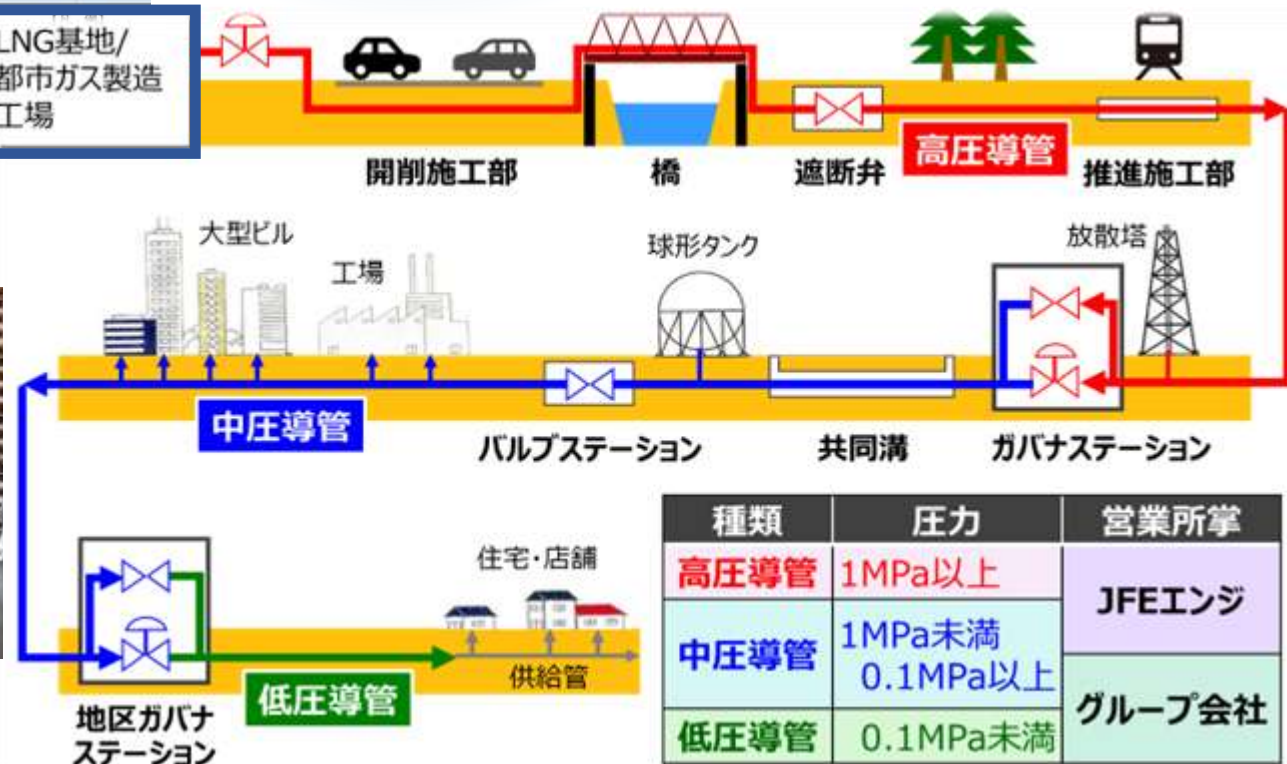 LNG基地/
都市ガス製造
工場
開削施工部
橋
遮断弁
高圧導管
推進施工部
大型ビル
工場
球形タンク
放散塔
中圧導管
バルブステーション
共同溝
ガバナステーション
住宅・店舗
供給管
低圧導管
地区ガバナ
ステーション
種類 圧力 営業所掌
高圧導管 1MPa以上 JFEエンジ
中圧導管 1MPa未満
0.1MPa以上
グループ会社
低圧導管 0.1MPa未満